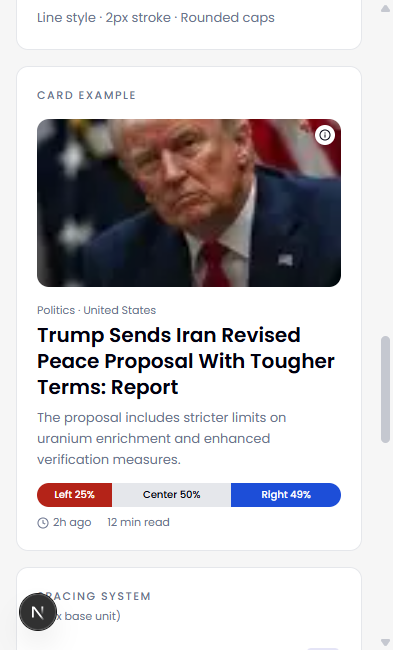 Line style · 2px stroke · Rounded caps
CARD EXAMPLE
Politics · United States
Trump Sends Iran Revised
Peace Proposal With Tougher
Terms: Report
The proposal includes stricter limits on
uranium enrichment and enhanced
verification measures.
Left 25% Center 50% Right 49%
2h ago 12 min read
PACING SYSTEM
x base unit)
N